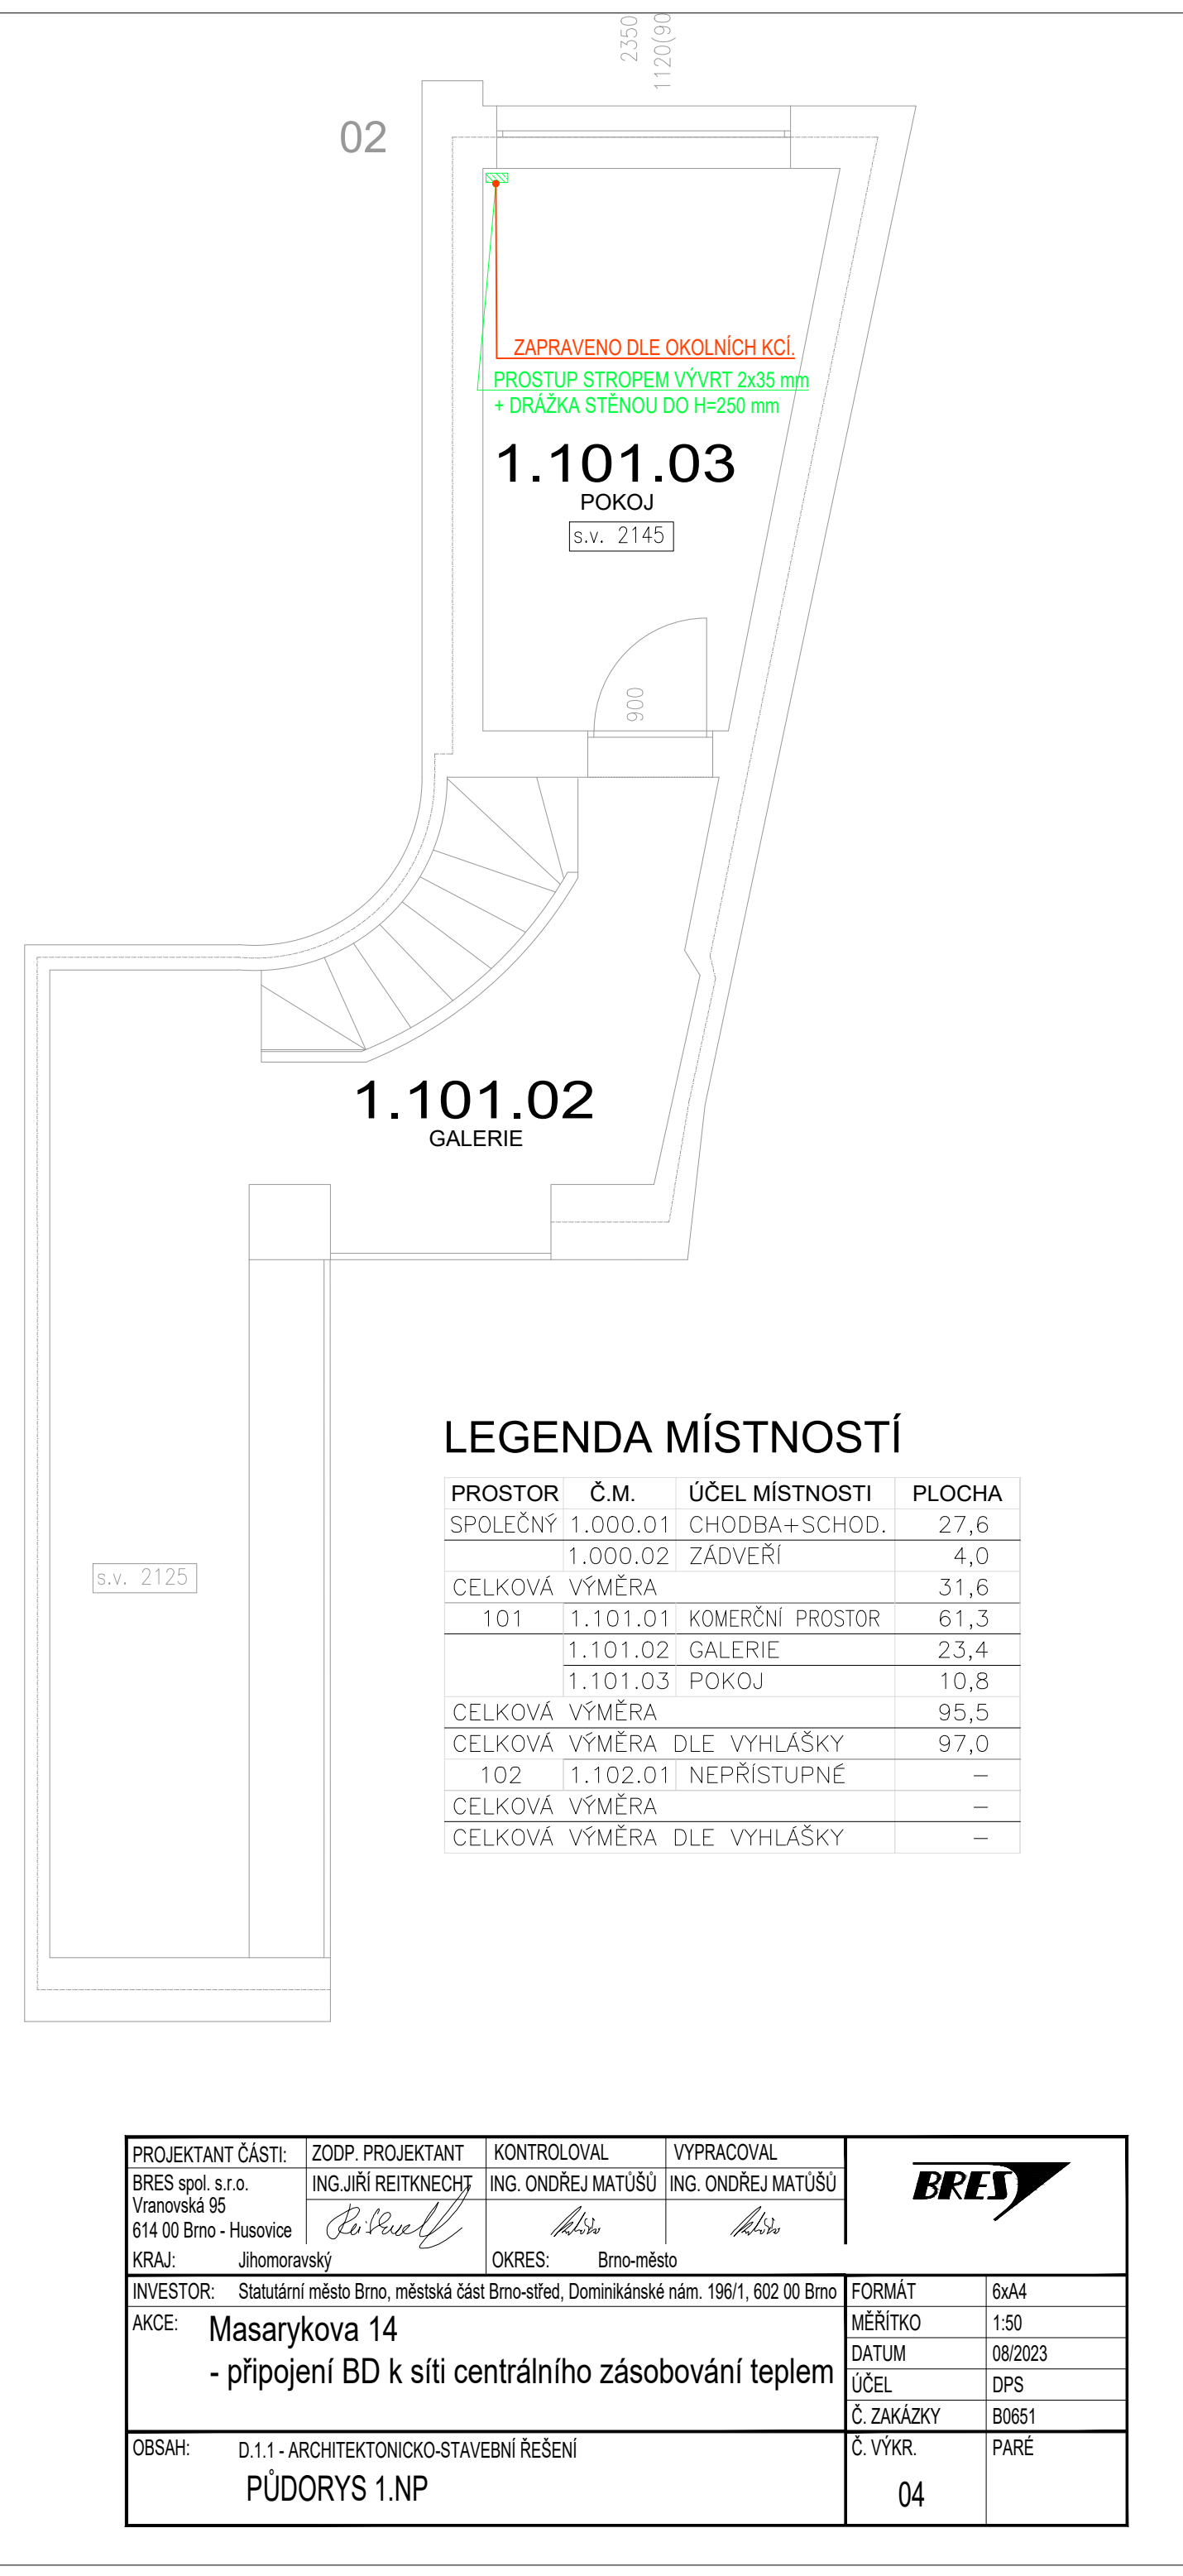 2350
1120(90
02
ZAPRAVENO DLE OKOLNÍCH KCÍ.
PROSTUP STROPEM VÝVRT 2x35 mm
+ DRÁŽKA STĚNOU DO H=250 mm
1.101.03
POKOJ
s.v. 2145
900
1.101.02
GALERIE
s.v. 2125
LEGENDA MÍSTNOSTÍ
PROSTOR Č.M. ÚČEL MÍSTNOSTI PLOCHA
SPOLEČNÝ 1.000.01 CHODBA+SCHOD. 27,6
1.000.02 ZÁDVEŘÍ 4,0
CELKOVÁ VÝMĚRA 31,6
101 1.101.01 KOMERČNÍ PROSTOR 61,3
1.101.02 GALERIE 23,4
1.101.03 POKOJ 10,8
CELKOVÁ VÝMĚRA 95,5
CELKOVÁ VÝMĚRA DLE VYHLÁŠKY 97,0
102 1.102.01 NEPŘÍSTUPNÉ –
CELKOVÁ VÝMĚRA –
CELKOVÁ VÝMĚRA DLE VYHLÁŠKY –
PROJEKTANT ČÁSTI: ZODP. PROJEKTANT KONTROLOVAL VYPRACOVAL
BRES spol. s.r.o. ING.JIŘÍ REITKNECHT ING. ONDŘEJ MATŮŠŮ ING. ONDŘEJ MATŮŠŮ
Vranovská 95
614 00 Brno - Husovice
BRES
KRAJ: Jihomoravský OKRES: Brno-město
INVESTOR: Statutární město Brno, městská část Brno-střed, Dominikánské nám. 196/1, 602 00 Brno
AKCE: Masarykova 14
- připojení BD k síti centrálního zásobování teplem
FORMÁT 6xA4
MĚŘÍTKO 1:50
DATUM 08/2023
ÚČEL DPS
Č. ZAKÁZKY B0651
OBSAH: D.1.1 - ARCHITEKTONICKO-STAVEBNÍ ŘEŠENÍ
PŮDORYS 1.NP
Č. VÝKR. PARÉ
04